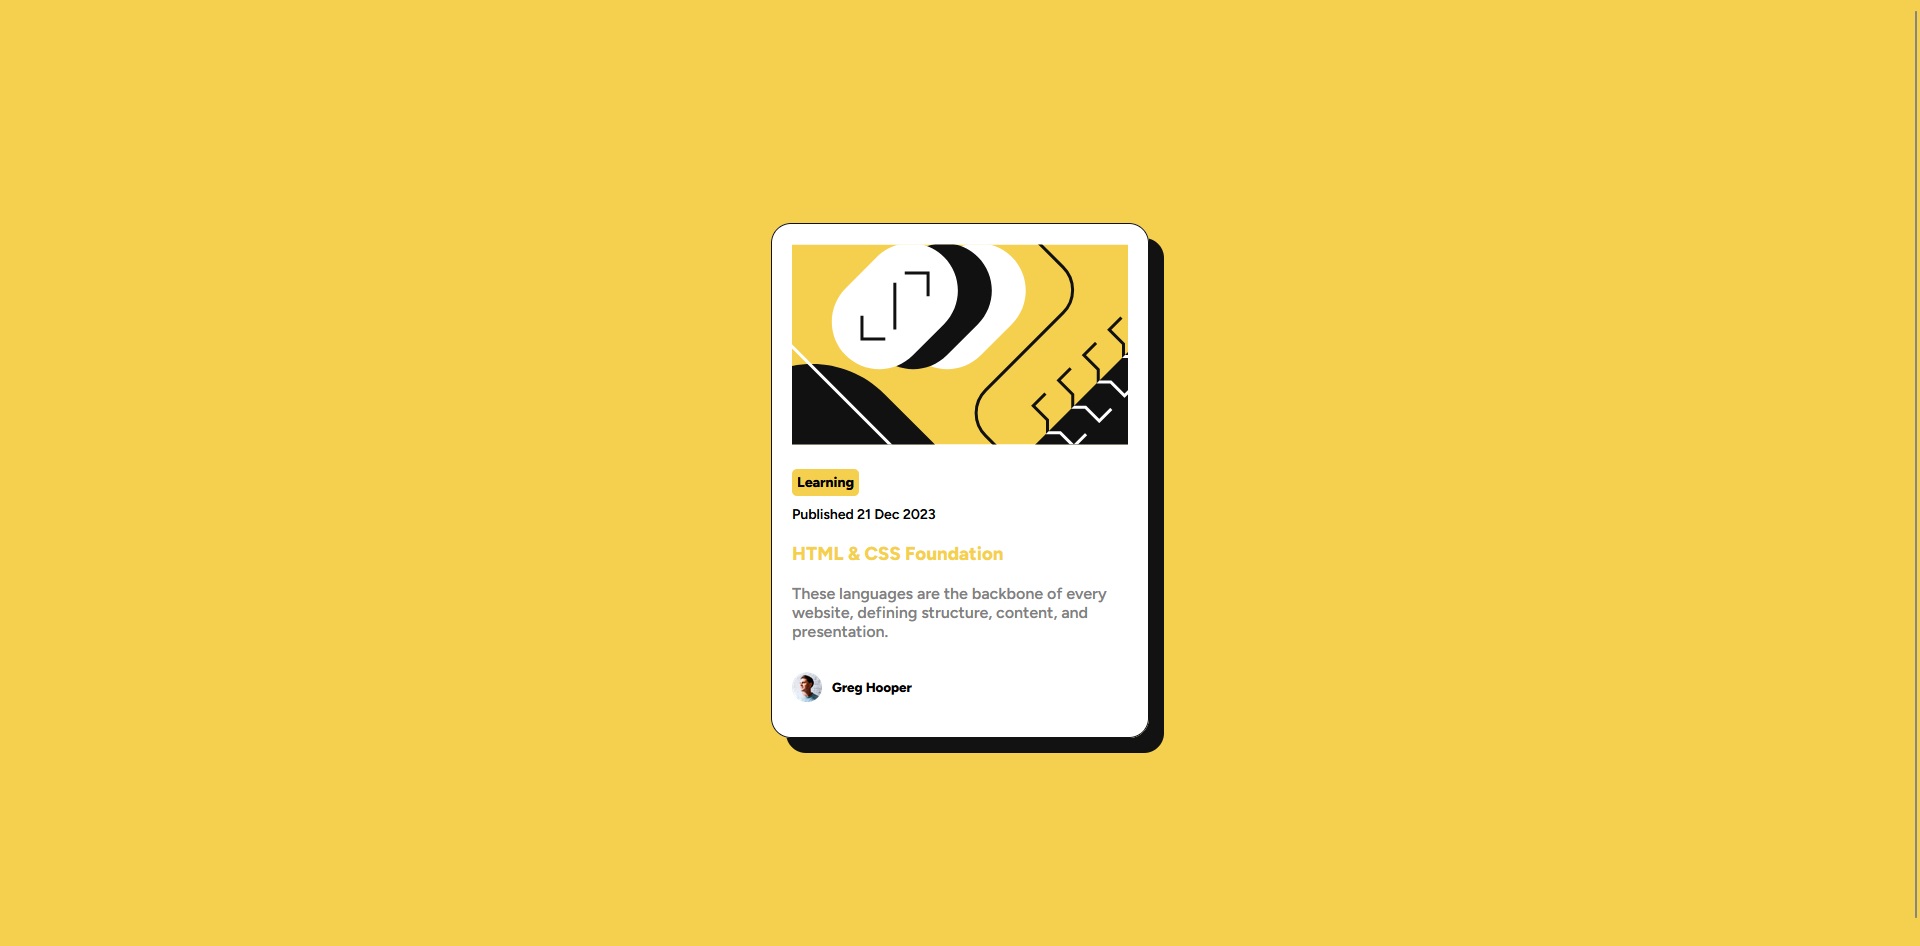 Learning
Published 21 Dec 2023
HTML & CSS Foundation
These languages are the backbone of every
website, defining structure, content, and
presentation.
Greg Hooper